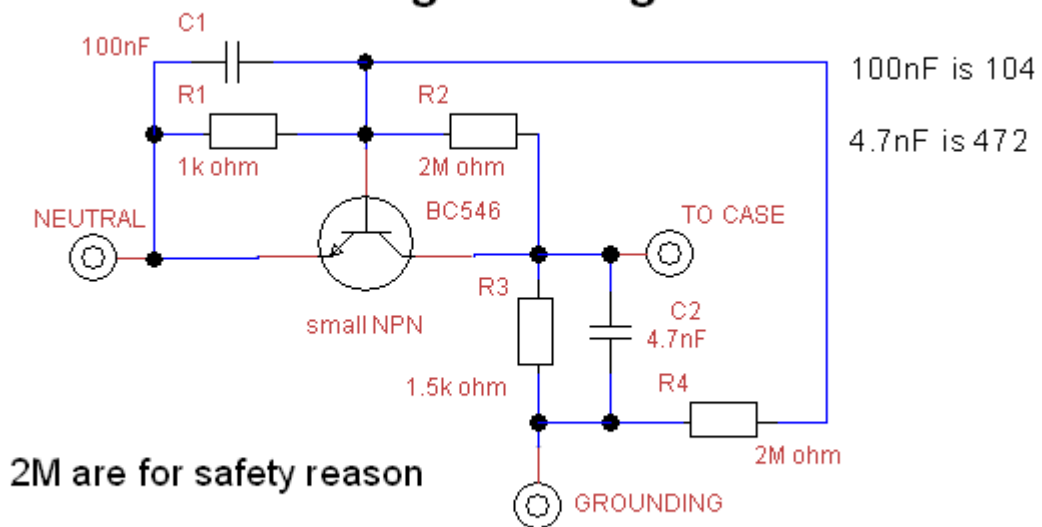 C1
100nF
100nF is 104
R1
R2
1k ohm
2M ohm
4.7nF is 472
NEUTRAL
BC546
TO CASE
R3
C2
small NPN
4.7nF
1.5k ohm
R4
2M ohm
2M are for safety reason
GROUNDING